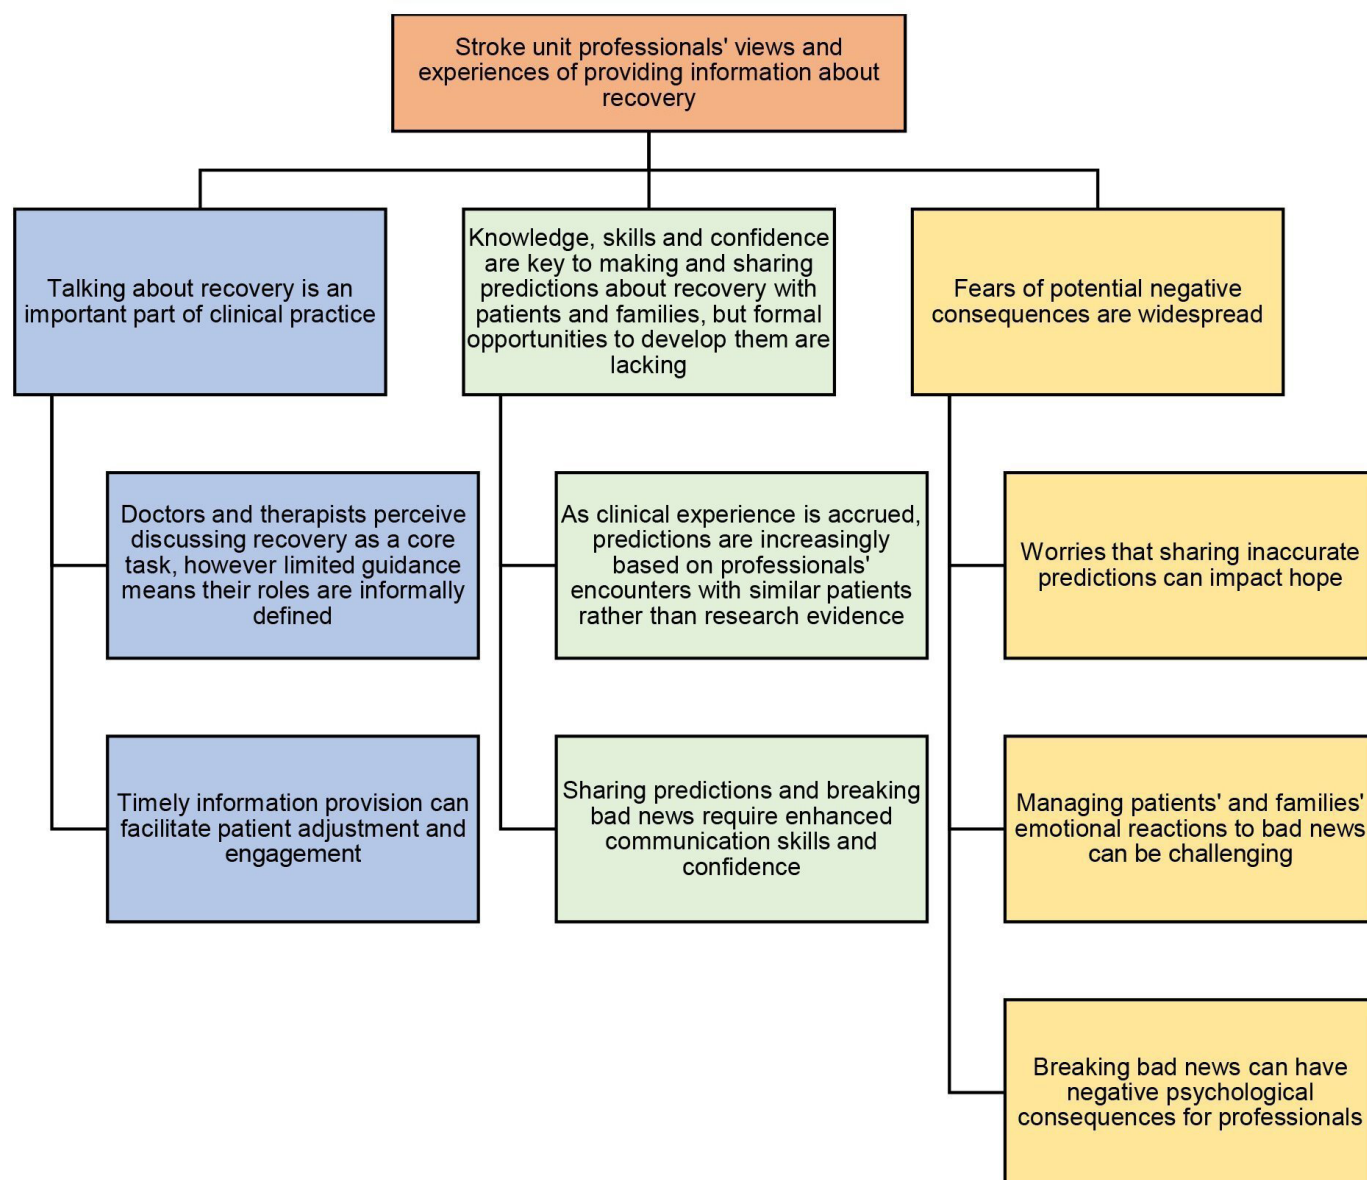 Stroke unit professionals' views and
experiences of providing information about
recovery
Talking about recovery is an
important part of clinical practice
Doctors and therapists perceive
discussing recovery as a core
task, however limited guidance
means their roles are informally
defined
Timely information provision can
facilitate patient adjustment and
engagement
Knowledge, skills and confidence
are key to making and sharing
predictions about recovery with
patients and families, but formal
opportunities to develop them are
lacking
As clinical experience is accrued,
predictions are increasingly
based on professionals'
encounters with similar patients
rather than research evidence
Sharing predictions and breaking
bad news require enhanced
communication skills and
confidence
Fears of potential negative
consequences are widespread
Worries that sharing inaccurate
predictions can impact hope
Managing patients' and families'
emotional reactions to bad news
can be challenging
Breaking bad news can have
negative psychological
consequences for professionals